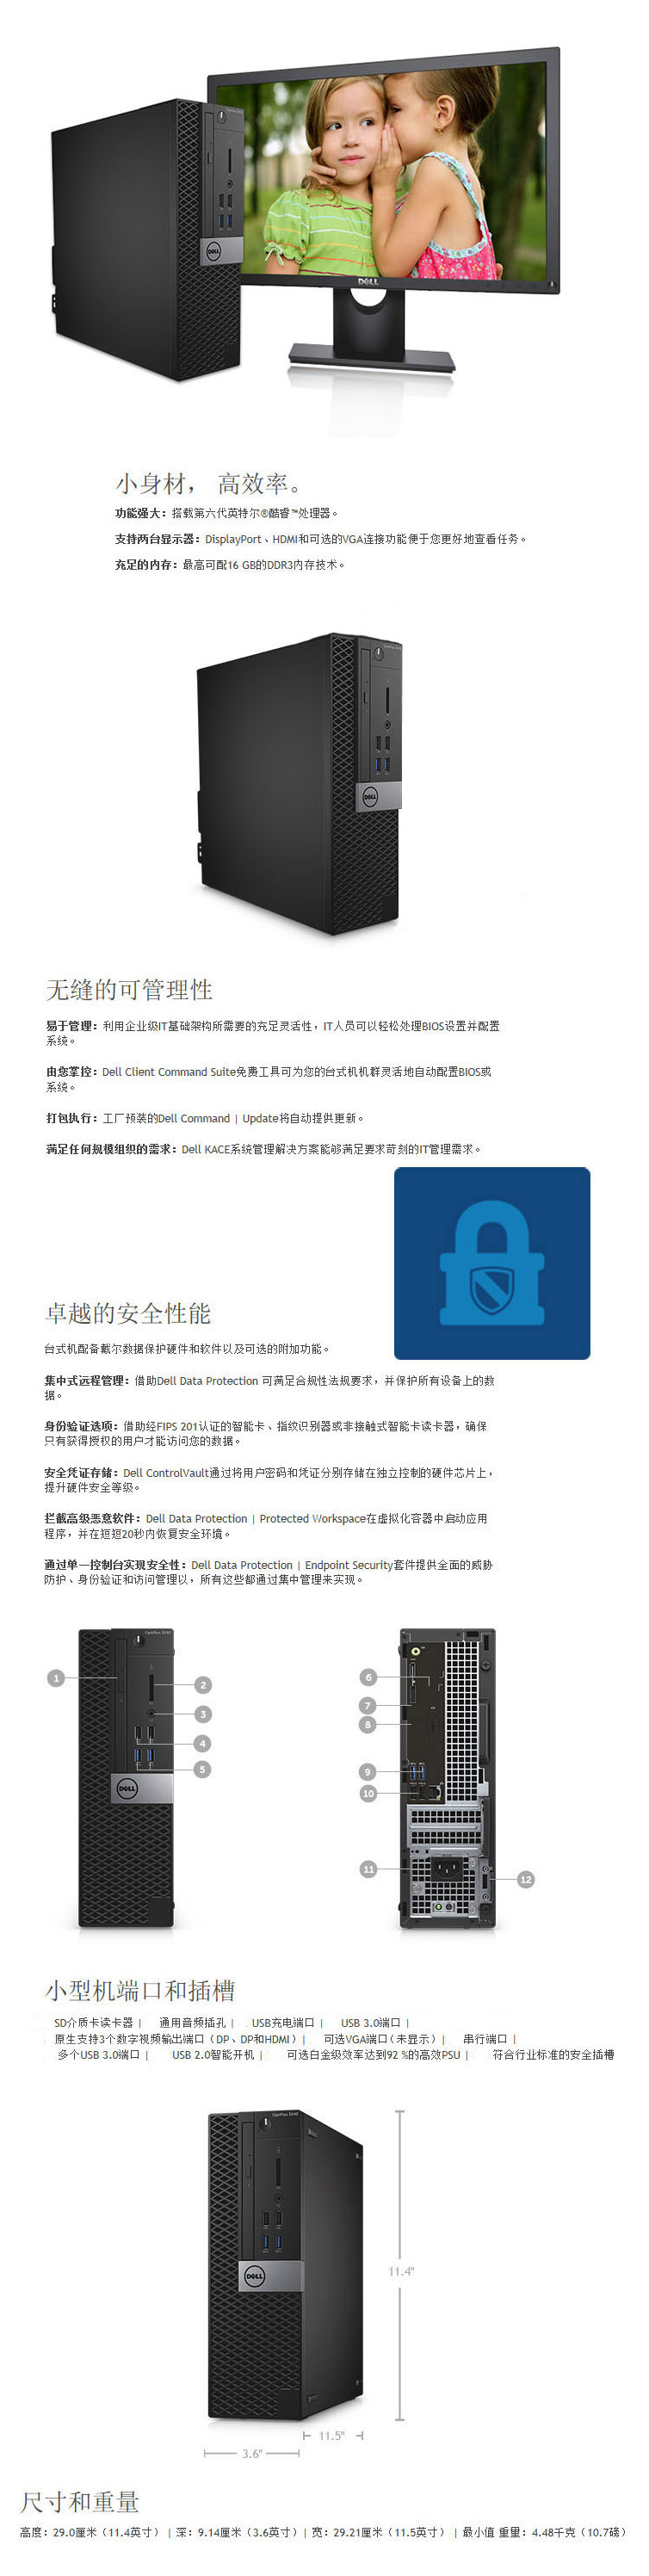 DELL
DELL
小身材， 高效率。
功能强大：搭载第六代英特尔®酷睿™处理器。
支持两台显示器：DisplayPort、HDMI和可选的VGA连接功能便于您更好地查看任务。
充足的内存：最高可配16 GB的DDR3内存技术。
DELL
无缝的可管理性
易于管理：利用企业级IT基础架构所需要的充足灵活性，IT人员可以轻松处理BIOS设置并配置
系统。
由您掌控：Dell Client Command Suite免费工具可为您的台式机机群灵活地自动配置BIOS或
系统。
打包执行：工厂预装的Dell Command | Update将自动提供更新。
满足任何规模组织的需求：Dell KACE系统管理解决方案能够满足要求苛刻的IT管理需求。
卓越的安全性能
台式机配备戴尔数据保护硬件和软件以及可选的附加功能。
集中式远程管理：借助Dell Data Protection 可满足合规性法规要求，并保护所有设备上的数
据。
身份验证选项：借助经FIPS 201认证的智能卡、指纹识别器或非接触式智能卡读卡器，确保
只有获得授权的用户才能访问您的数据。
安全凭证存储：Dell ControlVault通过将用户密码和凭证分别存储在独立控制的硬件芯片上，
提升硬件安全等级。
拦截高级恶意软件：Dell Data Protection | Protected Workspace在虚拟化容器中启动应用
程序，并在短短20秒内恢复安全环境。
通过单一控制台实现安全性：Dell Data Protection | Endpoint Security套件提供全面的威胁
防护、身份验证和访问管理以，所有这些都通过集中管理来实现。
1
2
3
4
5
DELL
6
7
8
9
10
11
12
小型机端口和插槽
SD介质卡读卡器 | 通用音频插孔 | USB充电端口 | USB 3.0端口 |
原生支持3个数字视频输出端口（DP、DP和HDMI）| 可选VGA端口（未显示）| 串行端口 |
多个USB 3.0端口 | USB 2.0智能开机 | 可选白金级效率达到92 %的高效PSU | 符合行业标准的安全插槽
OptiPlex 3040
DELL
11.4"
11.5"
3.6"
尺寸和重量
高度：29.0厘米（11.4英寸） | 深：9.14厘米（3.6英寸）| 宽：29.21厘米（11.5英寸） | 最小值 重量：4.48千克（10.7磅）